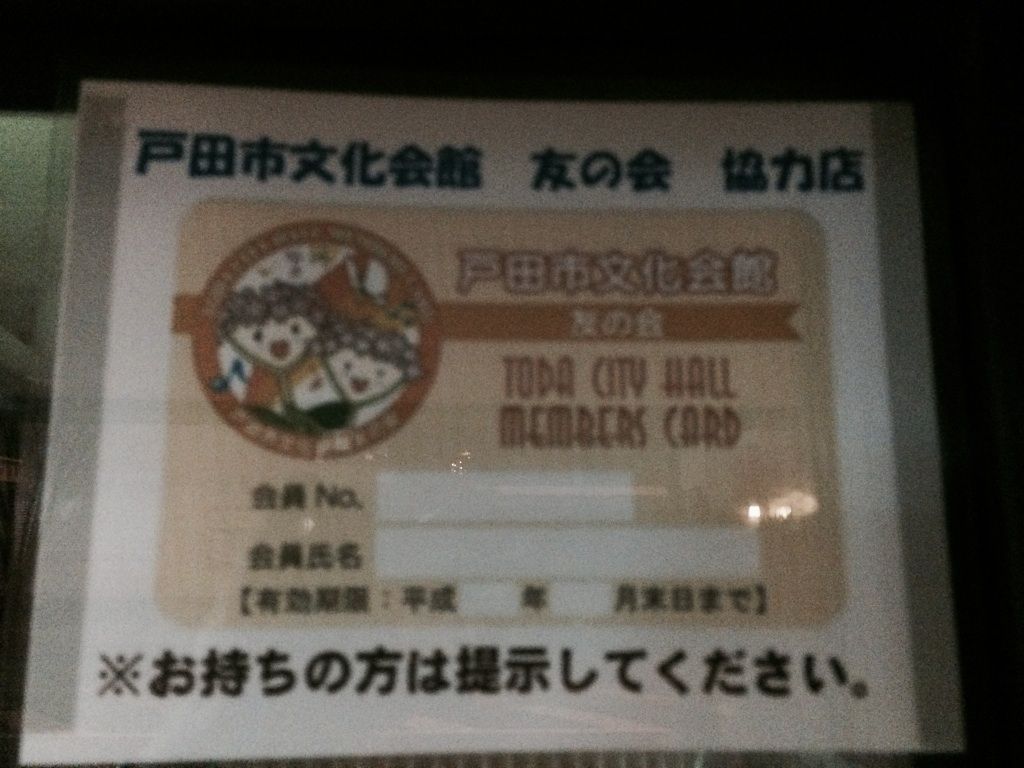 戸田市文化会館 友の会 協力店
戸田市文化会館
友の会
TODA CITY HALL
MEMBERS CARD
会員 No.
会員氏名
【有効期限：平成 年 月末日まで】
※お持ちの方は提示してください。